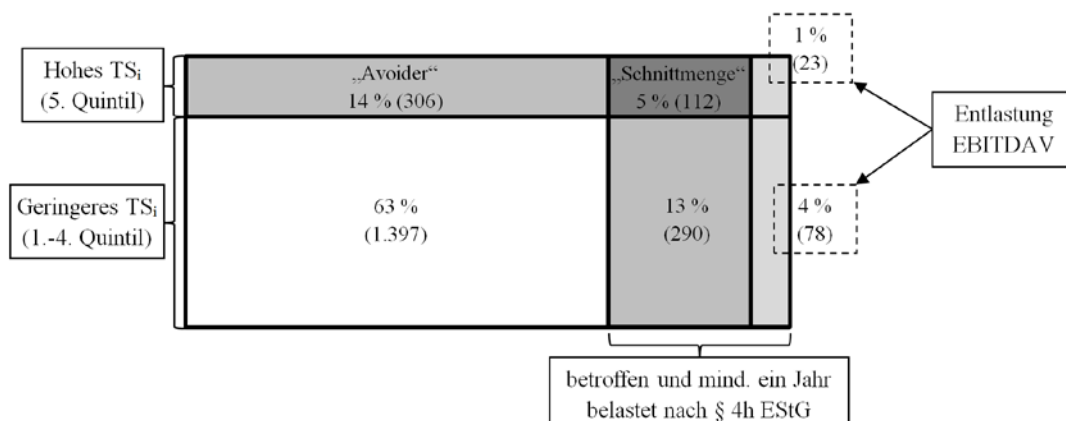 Hohes TSi
(5. Quintil)
„Avoider“
14 % (306)
„Schnittmenge“
5 % (112)
1 %
(23)
Entlastung
EBITDAV
Geringeres TSi
(1.-4. Quintil)
63 %
(1.397)
13 %
(290)
4 %
(78)
betroffen und mind. ein Jahr
belastet nach § 4h EStG